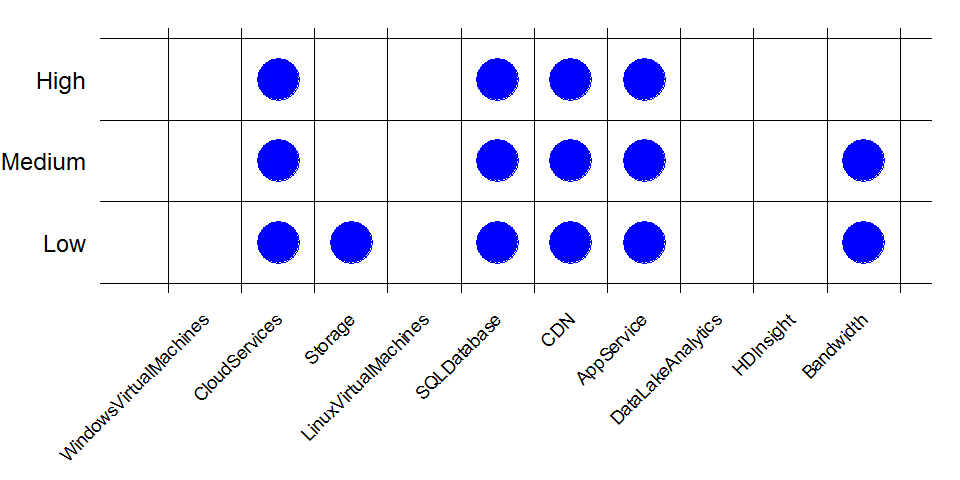 High
Medium
Low
WindowsVirtualMachines
CloudServices
Storage
LinuxVirtualMachines
SQLDatabase
CDN
AppService
DataLakeAnalytics
HDInsight
Bandwidth